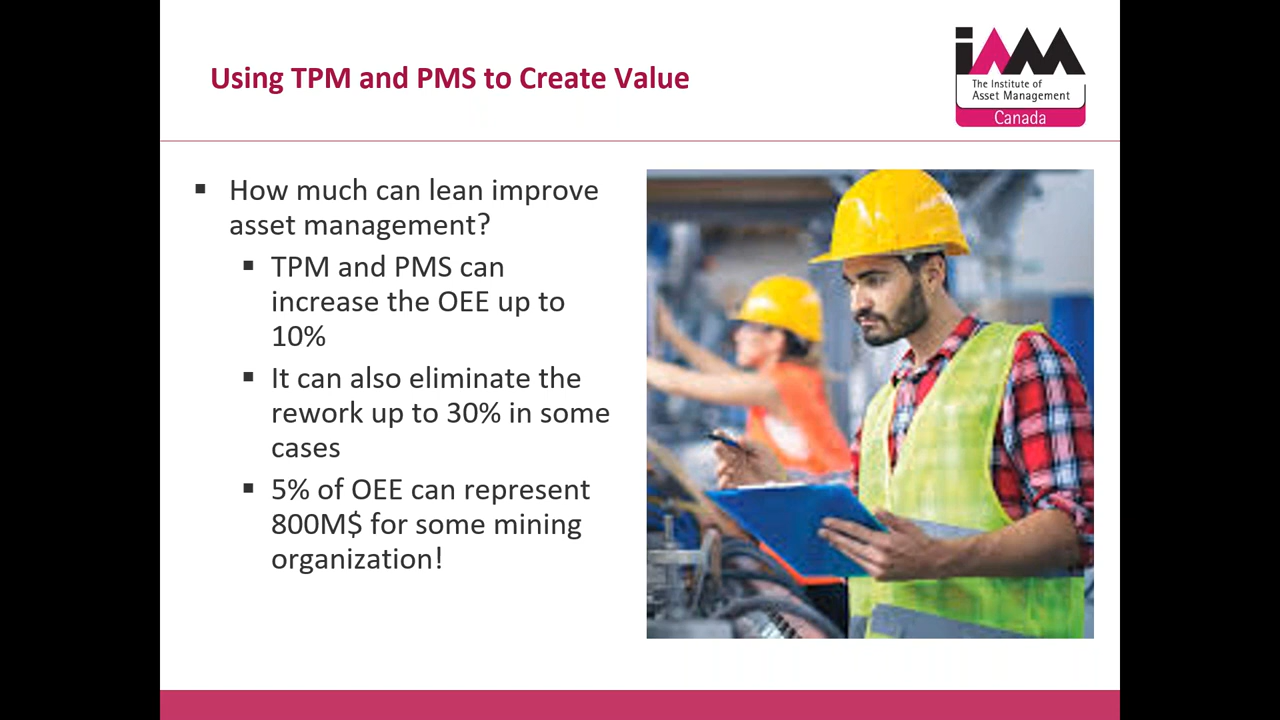 Using TPM and PMS to Create Value
iAM
The Institute of
Asset Management
Canada
▪ How much can lean improve
asset management?
▪ TPM and PMS can
increase the OEE up to
10%
▪ It can also eliminate the
rework up to 30% in some
cases
▪ 5% of OEE can represent
800M$ for some mining
organization!